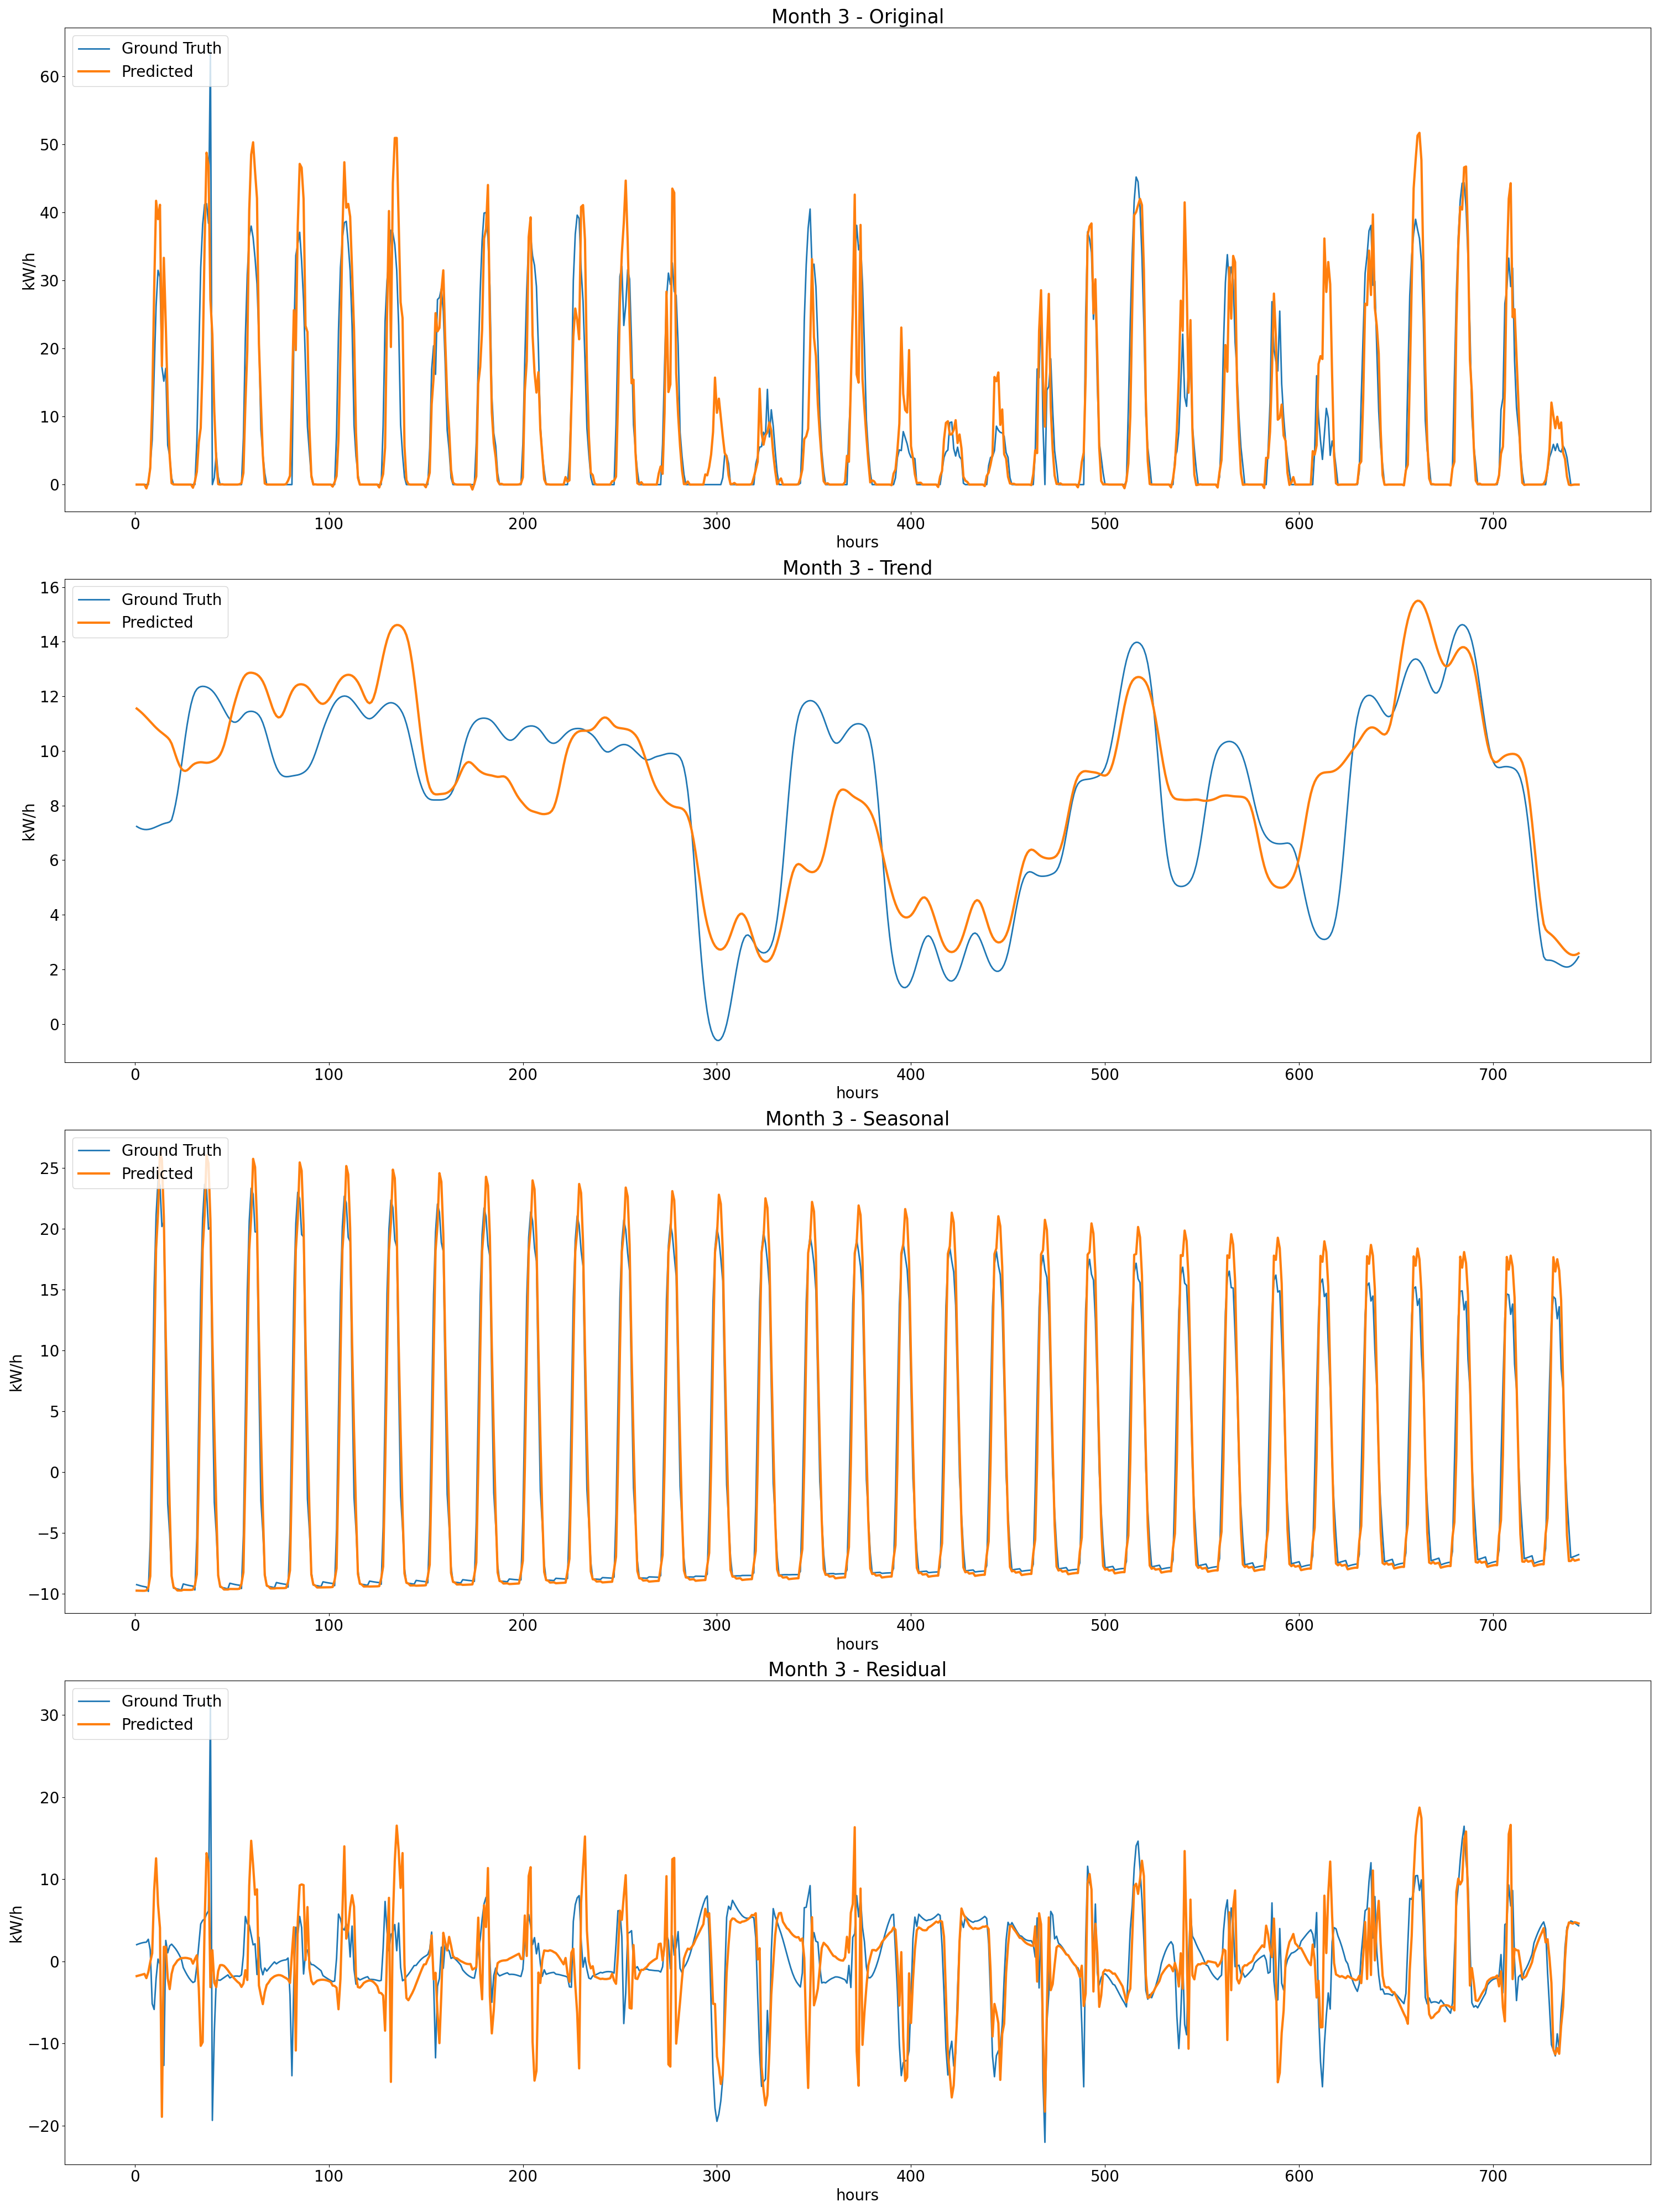 Month 3 - Original
Ground Truth
Predicted
60
50
40
30
20
10
0
kW/h
0 100 200 300 400 500 600 700
hours
Month 3 - Trend
Ground Truth
Predicted
16
14
12
10
8
6
4
2
0
kW/h
0 100 200 300 400 500 600 700
hours
Month 3 - Seasonal
Ground Truth
Predicted
25
20
15
10
5
0
−5
−10
kW/h
0 100 200 300 400 500 600 700
hours
Month 3 - Residual
Ground Truth
Predicted
30
20
10
0
−10
−20
kW/h
0 100 200 300 400 500 600 700
hours